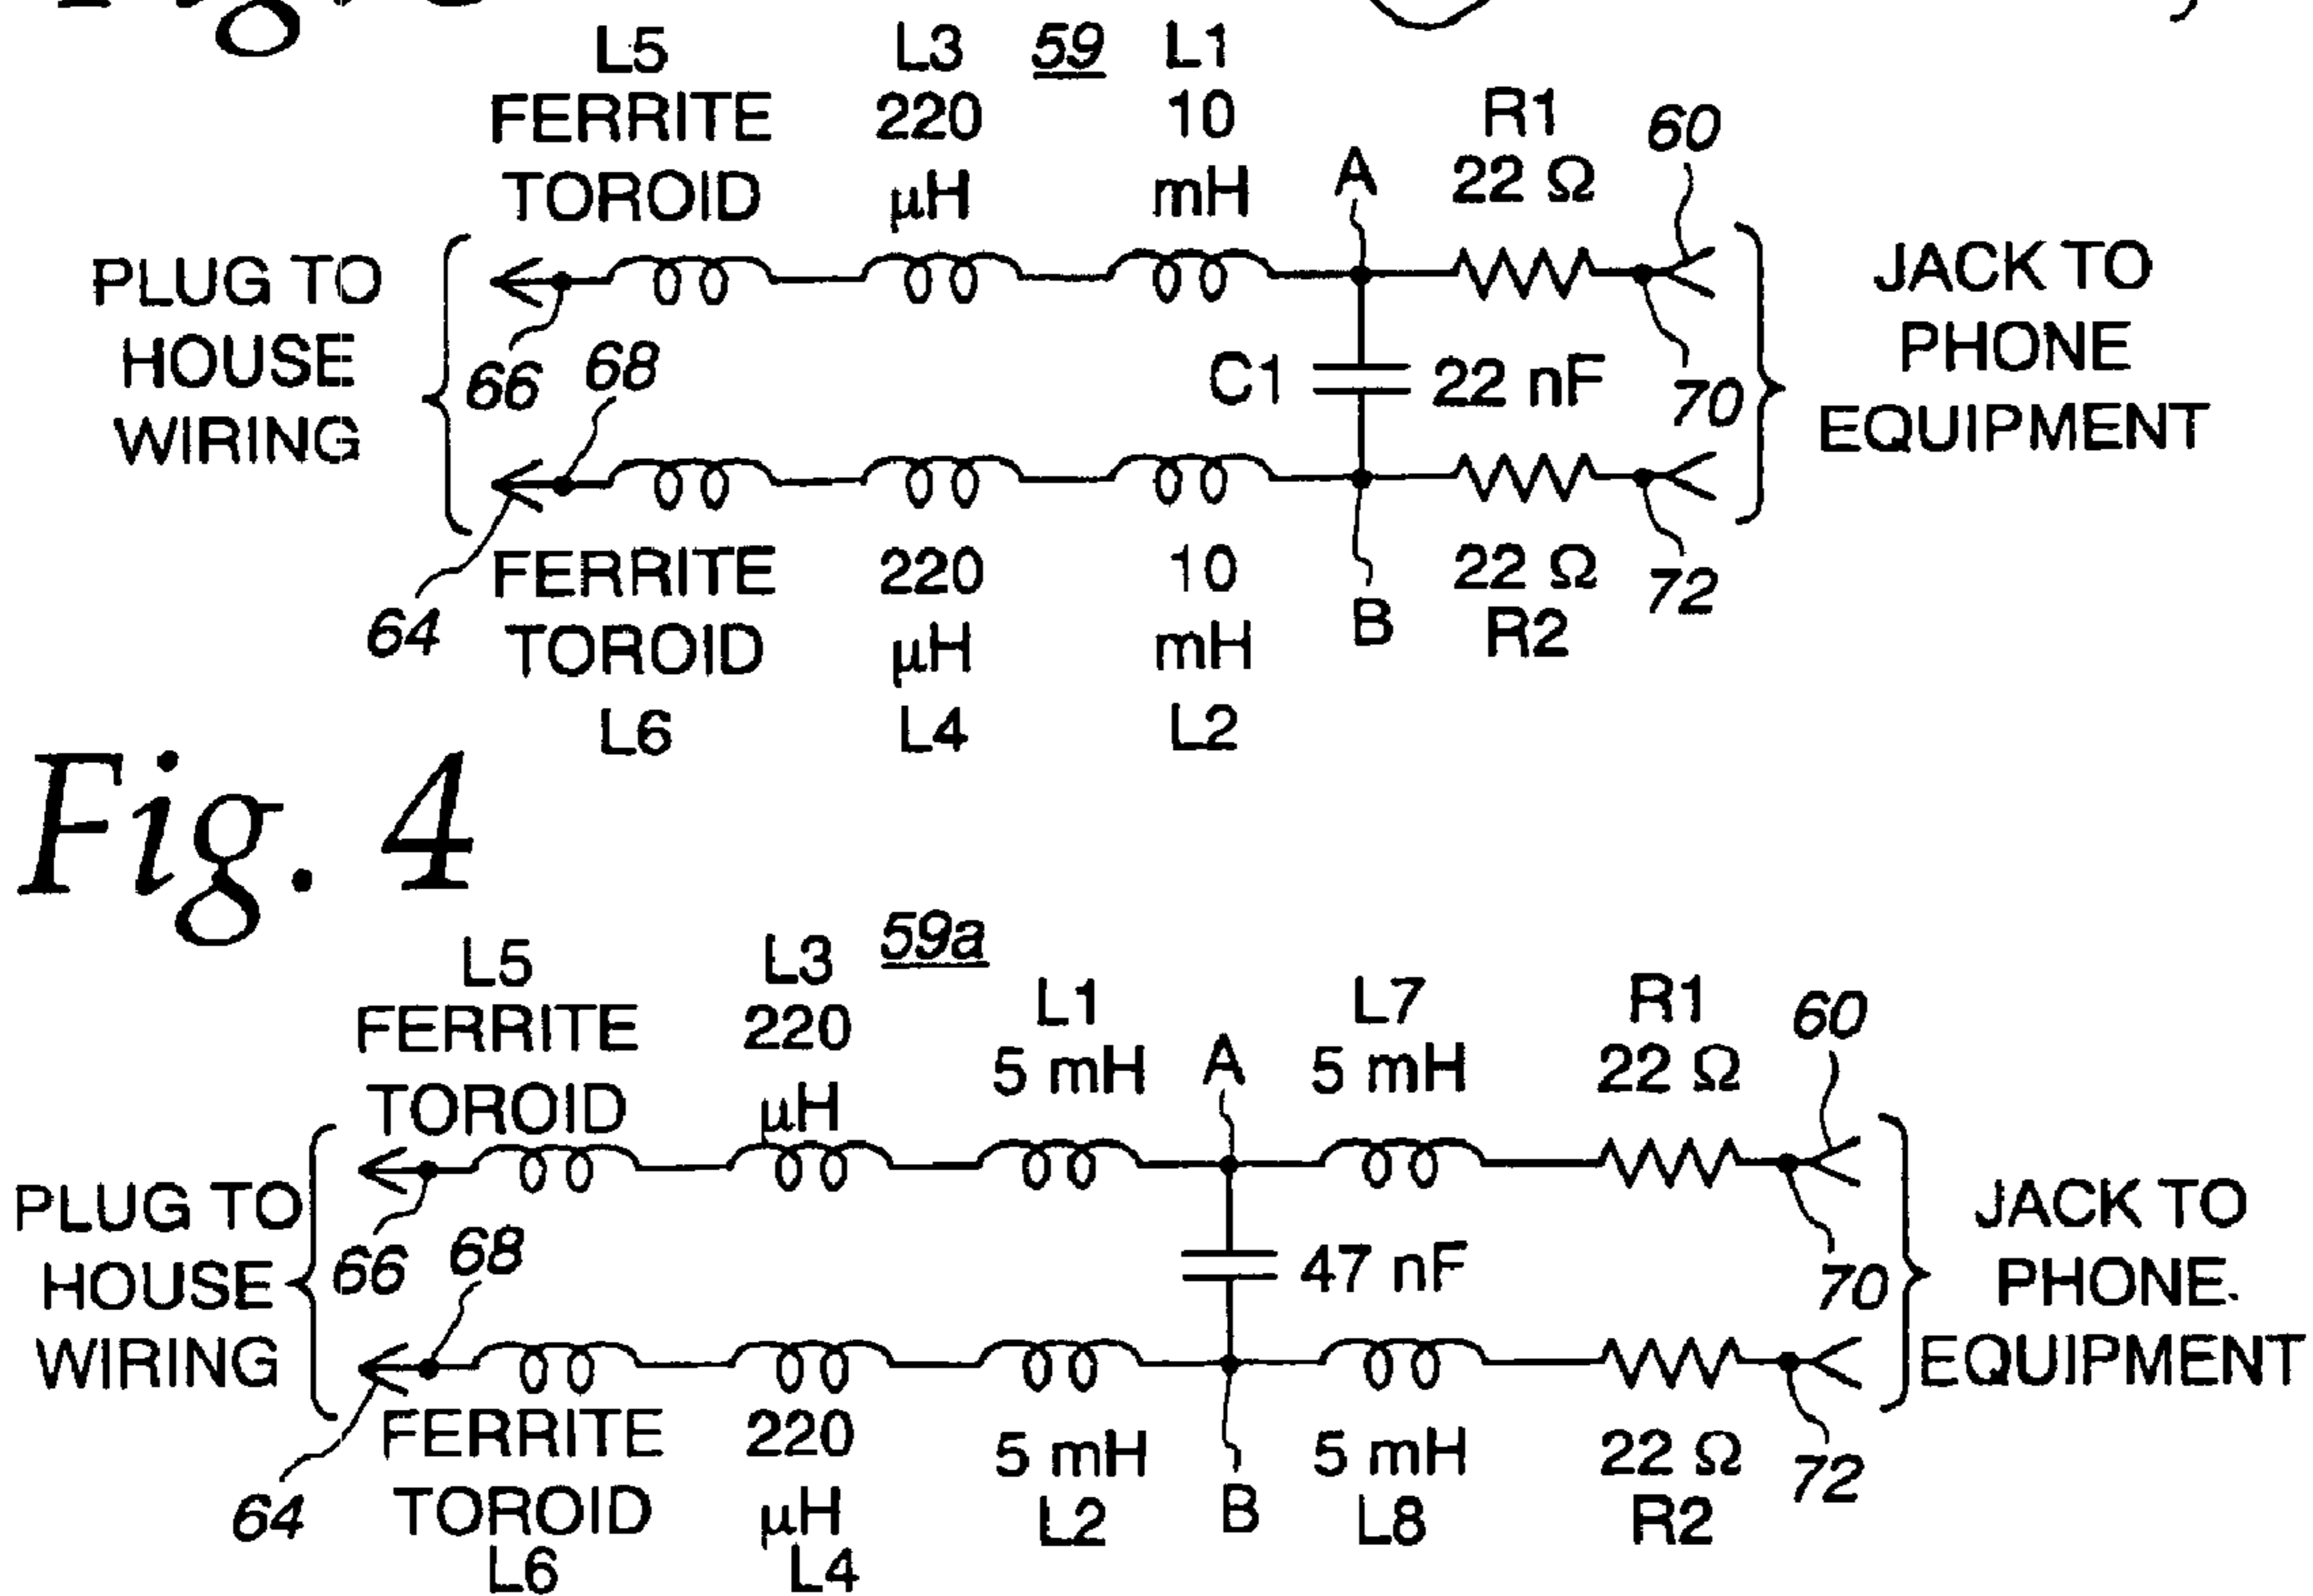 L5 L3 59 L1
FERRITE 220 10 R1 60
TOROID µH mH A 22 Ω
PLUG TO JACK TO
HOUSE PHONE
WIRING EQUIPMENT
66 68 C1 22 nF 70
64 FERRITE 220 10 B 22 Ω 72
TOROID µH mH R2
L6 L4 L2
Fig. 4
L5 L3 59a
FERRITE 220 L1 L7 R1 60
TOROID µH 5 mH A 5 mH 22 Ω
PLUG TO JACK TO
HOUSE PHONE.
WIRING EQUIPMENT
66 68 47 nF 70
64 FERRITE 220 5 mH B 5 mH 22 Ω 72
TOROID µH L2 L8 R2
L6 L4